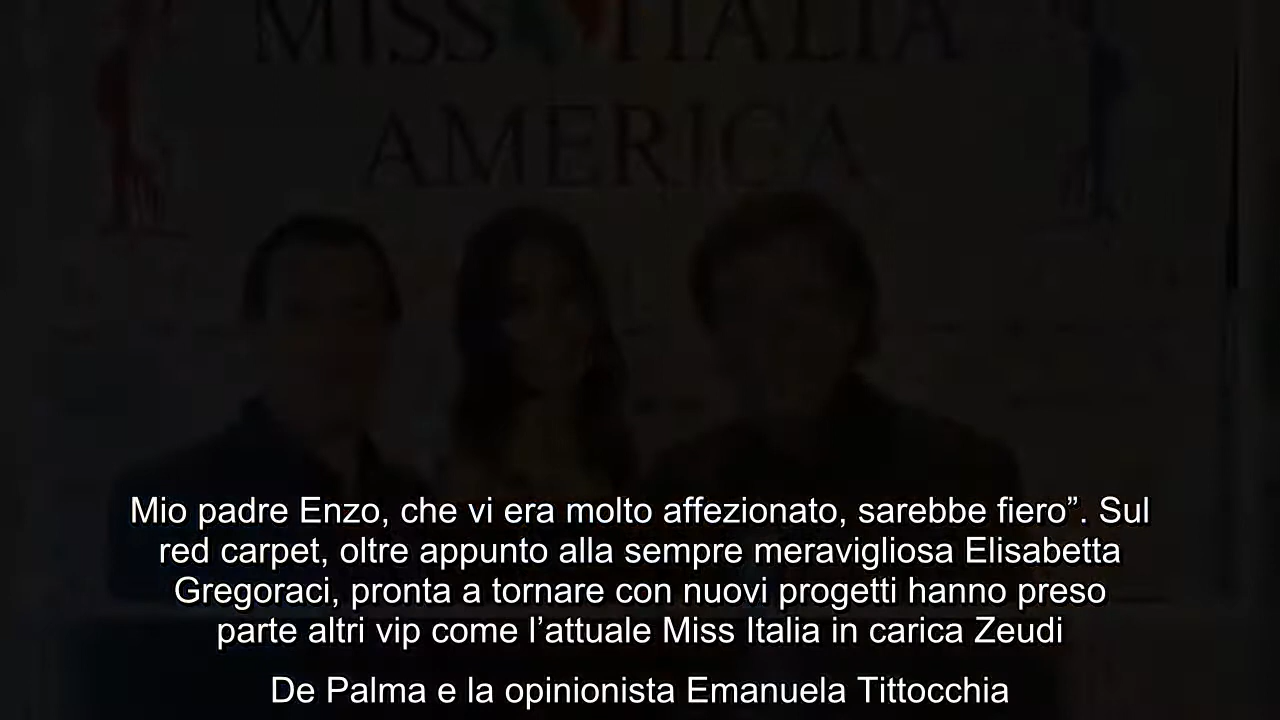 MISS ITALIA
AMERICA
Mio padre Enzo, che vi era molto affezionato, sarebbe fiero”. Sul
red carpet, oltre appunto alla sempre meravigliosa Elisabetta
Gregoraci, pronta a tornare con nuovi progetti hanno preso
parte altri vip come l’attuale Miss Italia in carica Zeudi
De Palma e la opinionista Emanuela Tittocchia